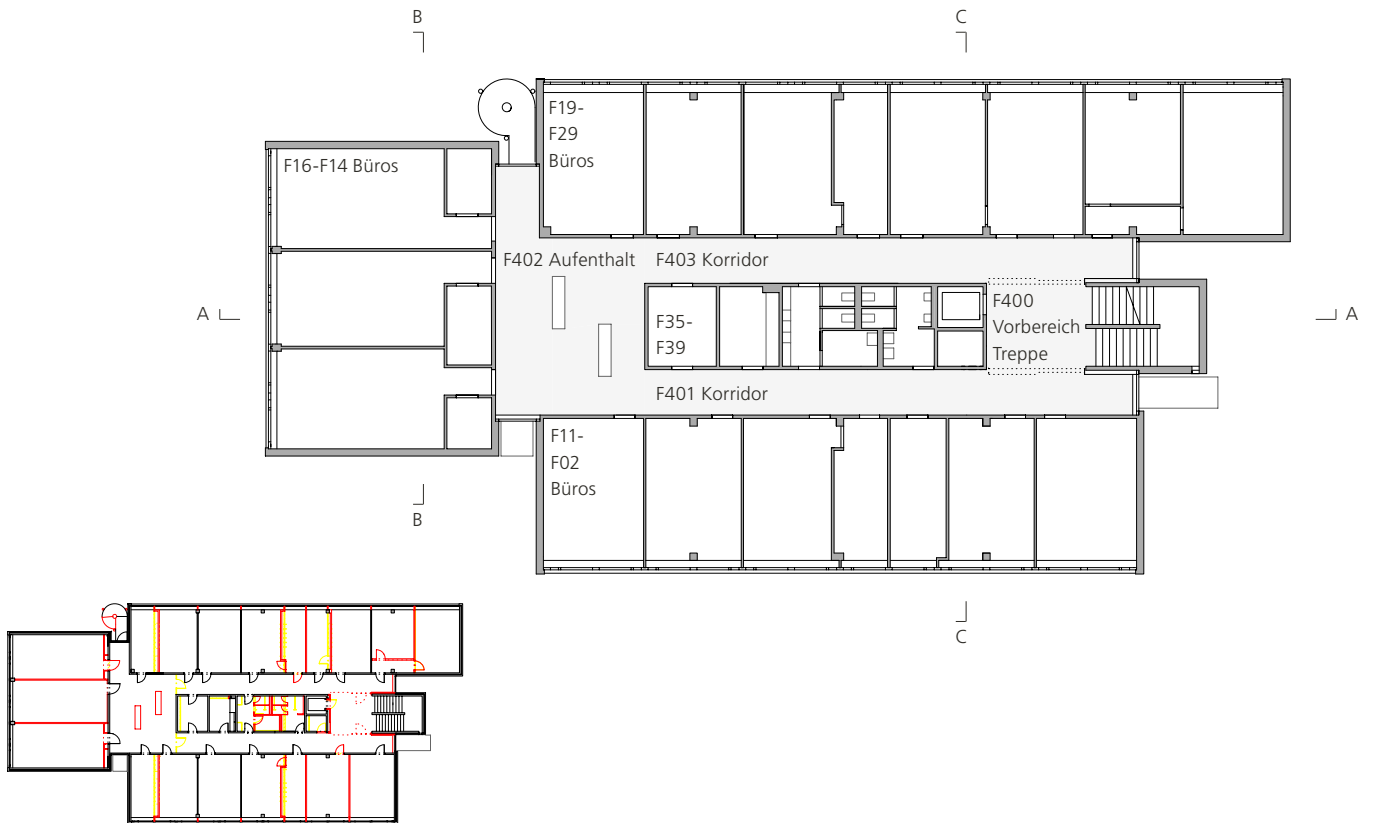 B
C
F19-
F29
Büros
F16-F14 Büros
F402 Aufenthalt
F403 Korridor
A
A
F35-
F39
F400
Vorbereich
Treppe
F401 Korridor
F11-
F02
Büros
B
C